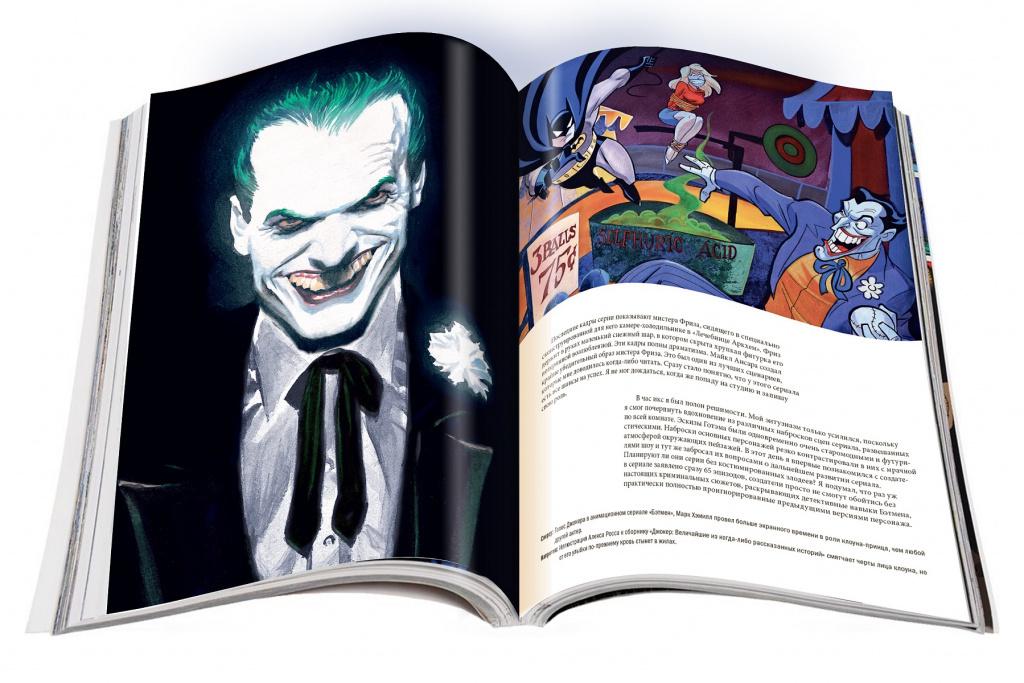 3 BALLS
75¢
SULPHURIC ACID
Последние кадры серии показывают мистера Фриза, сидящего в специально
сконструированной для него камере-холодильнике в «Лечебнице Аркхем». Фриз
держит в руках маленький снежный шар, в котором скрыта хрупкая фигурка его
потерянной возлюбленной. Эти кадры полны драматизма. Майкл Ансара создал
крайне убедительный образ мистера Фриза. Это был один из лучших сценариев,
которые мне доводилось когда-либо читать. Сразу стало понятно, что у этого сериала
есть все шансы на успех. Я не мог дождаться, когда же попаду на студию и запишу
свою роль.
В час икс я был полон решимости. Мой энтузиазм только усилился, поскольку
я смог почерпнуть вдохновение из различных набросков сцен сериала, размешанных
по всей комнате. Эскизы Готэма были одновременно очень старомодными и футури-
стическими. Наброски основных персонажей резко контрастировали в них с мрачной
атмосферой окружающих пейзажей. В этот день я впервые познакомился с создате-
лями шоу и тут же забросал их вопросами о дальнейшем развитии сериала.
Планируют ли они серии без костюмированных злодеев? Я подумал, что раз уж
в сериале заявлено сразу 65 эпизодов, создатели просто не смогут обойтись без
настоящих криминальных сюжетов, раскрывающих детективные навыки Бэтмена,
практически полностью проигнорированные предыдущими версиями персонажа.
Сверху: Голос Джокера в анимационном сериале «Бэтмен», Марк Хэмилл провел больше экранного времени в роли клоуна-принца, чем любой
другой актер.
Напротив: Иллюстрация Алекса Росса к сборнику «Джокер: Величайшие из когда-либо рассказанных историй» смягчает черты лица клоуна, но
от его улыбки по-прежнему кровь стынет в жилах.